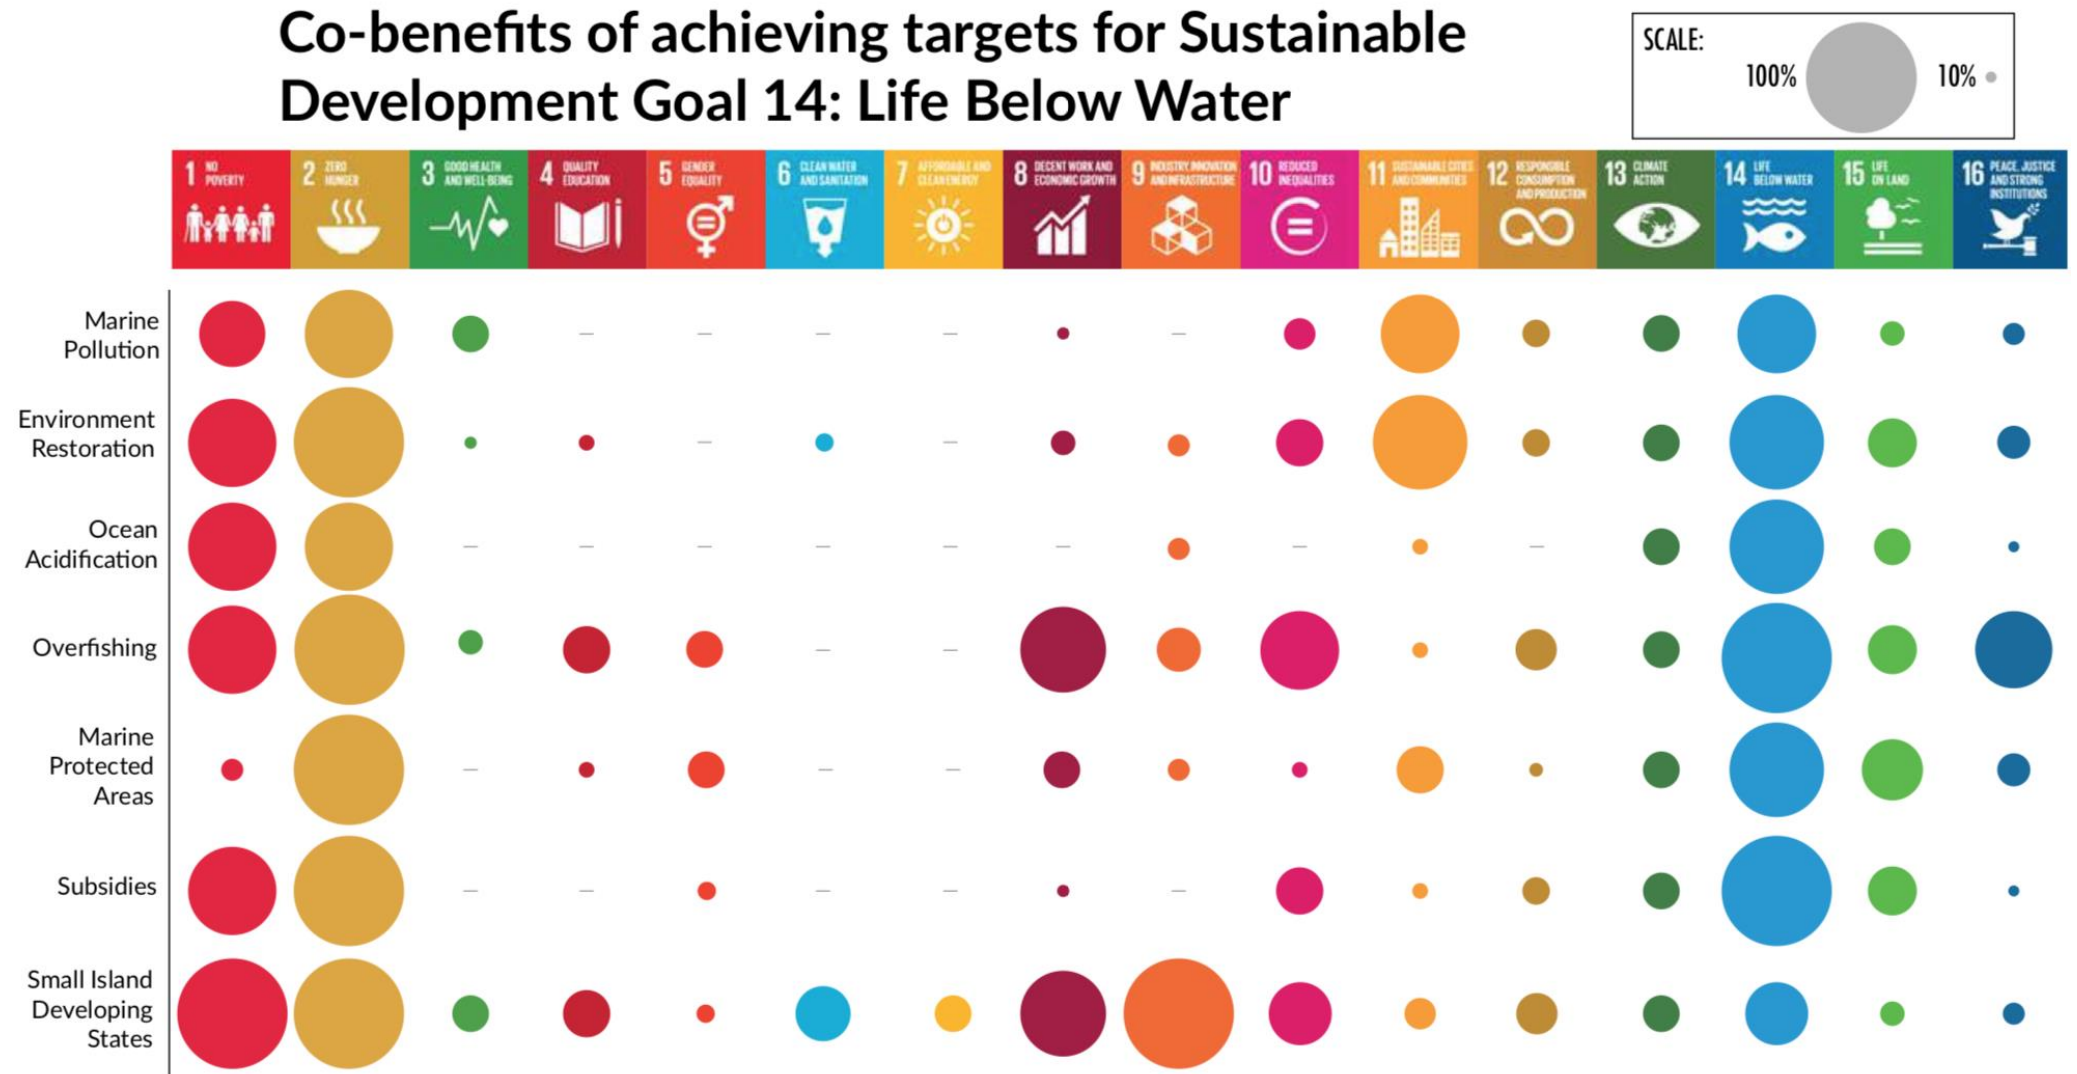 Co-benefits of achieving targets for Sustainable
Development Goal 14: Life Below Water
SCALE:
100%
10%
1 NO
POVERTY
2 ZERO
HUNGER
3 GOOD HEALTH
AND WELL-BEING
4 QUALITY
EDUCATION
5 GENDER
EQUALITY
6 CLEAN WATER
AND SANITATION
7 AFFORDABLE AND
CLEAN ENERGY
8 DECENT WORK AND
ECONOMIC GROWTH
9 INDUSTRY, INNOVATION
AND INFRASTRUCTURE
10 REDUCED
INEQUALITIES
11 SUSTAINABLE CITIES
AND COMMUNITIES
12 RESPONSIBLE
CONSUMPTION
AND PRODUCTION
13 CLIMATE
ACTION
14 LIFE
BELOW WATER
15 LIFE
ON LAND
16 PEACE, JUSTICE
AND STRONG
INSTITUTIONS
Marine
Pollution
Environment
Restoration
Ocean
Acidification
Overfishing
Marine
Protected
Areas
Subsidies
Small Island
Developing
States